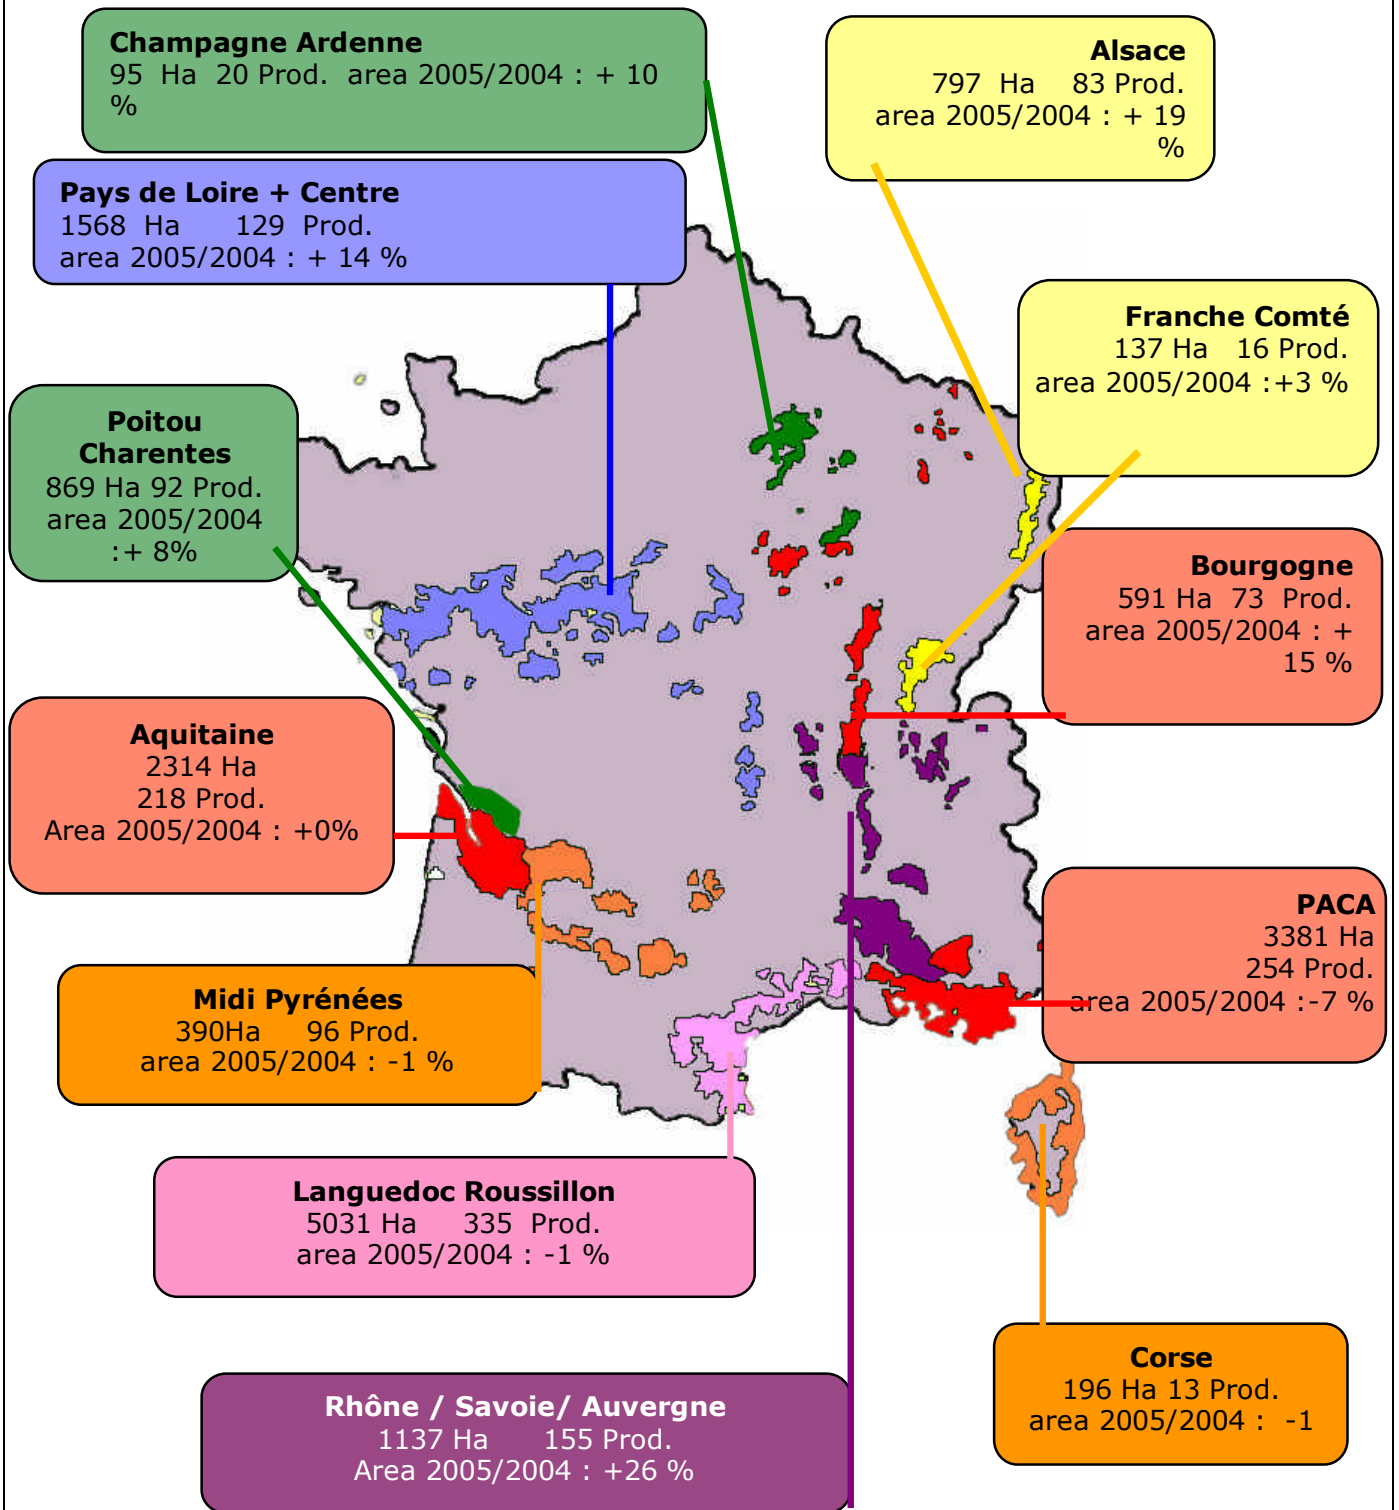 Champagne Ardenne
95 Ha 20 Prod. area 2005/2004 : + 10
%
Alsace
797 Ha 83 Prod.
area 2005/2004 : + 19
%
Pays de Loire + Centre
1568 Ha 129 Prod.
area 2005/2004 : + 14 %
Franche Comté
137 Ha 16 Prod.
area 2005/2004 :+3 %
Poitou
Charentes
869 Ha 92 Prod.
area 2005/2004
:+ 8%
Bourgogne
591 Ha 73 Prod.
area 2005/2004 : +
15 %
Aquitaine
2314 Ha
218 Prod.
Area 2005/2004 : +0%
PACA
3381 Ha
254 Prod.
area 2005/2004 :-7 %
Midi Pyrénées
390Ha 96 Prod.
area 2005/2004 : -1 %
Languedoc Roussillon
5031 Ha 335 Prod.
area 2005/2004 : -1 %
Corse
196 Ha 13 Prod.
area 2005/2004 : -1
Rhône / Savoie/ Auvergne
1137 Ha 155 Prod.
Area 2005/2004 : +26 %